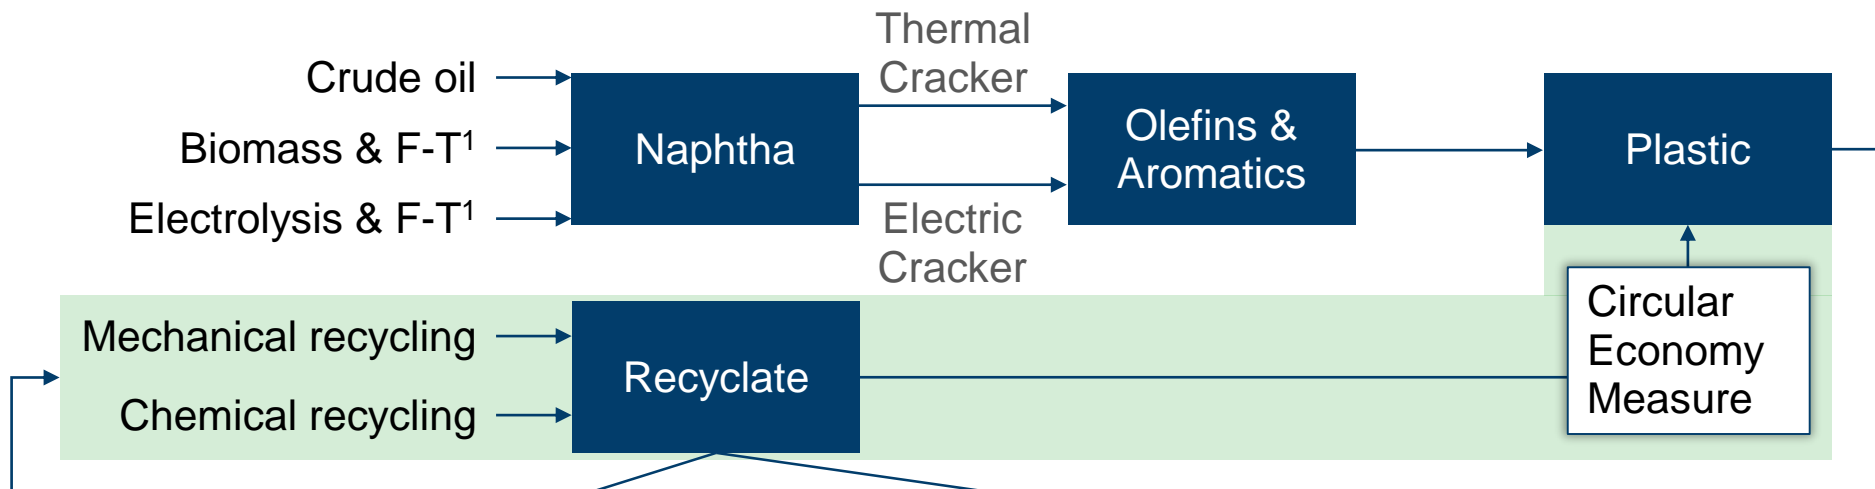 Thermal
Cracker
Crude oil
Biomass & F-T¹
Electrolysis & F-T¹
Naphtha
Electric
Cracker
Olefins &
Aromatics
Plastic
Mechanical recycling
Chemical recycling
Recyclate
Circular
Economy
Measure